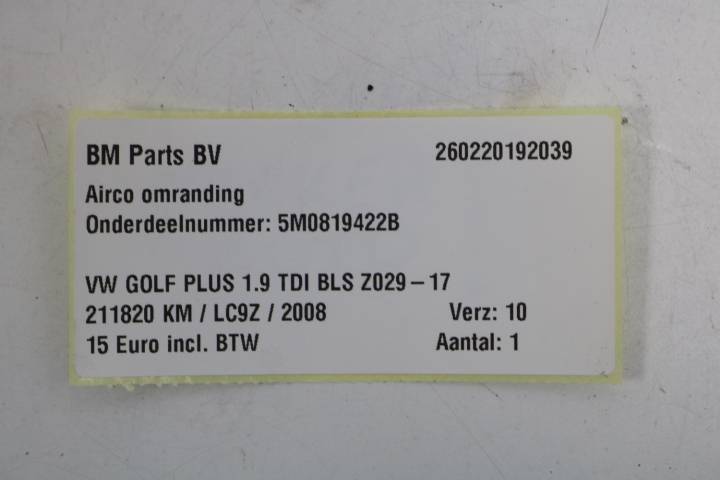 BM Parts BV 260220192039
Airco omranding
Onderdeelnummer: 5M0819422B
VW GOLF PLUS 1.9 TDI BLS Z029-17
211820 KM / LC9Z / 2008 Verz: 10
15 Euro incl. BTW Aantal: 1